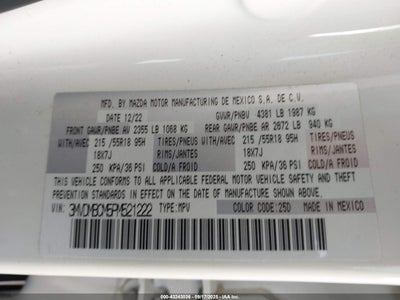 MFD. BY MAZDA MOTOR MANUFACTURING DE MEXICO S.A. DE C.V.
DATE: 12/22 GVWR/PNBV 4381 LB 1987 KG
FRONT GAWR/PNBE AV 2355 LB 1068 KG REAR GAWR/PNBE AR 2072 LB 940 KG
WITH/AVEC 215 /55R18 95H TIRES/PNEUS WITH/AVEC 215 /55R18 95H TIRES/PNEUS
18X7J RIMS/JANTES 18X7J RIMS/JANTES
250 KPA/36 PSI AV COLD/A FROID 250 KPA/36 PSI COLD/A FROID
THIS VEHICLE CONFORMS TO ALL APPLICABLE FEDERAL MOTOR VEHICLE SAFETY, BUMPER AND THEFT
PREVENTION STANDARDS IN EFFECT ON THE DATE OF MANUFACTURE SHOWN ABOVE.
VIN: 3MVDMBCM5PM521222 TYPE: MPV COLOR CODE: 25D MADE IN MEXICO
000-43243036 - (09/17/2025) - IAAUS